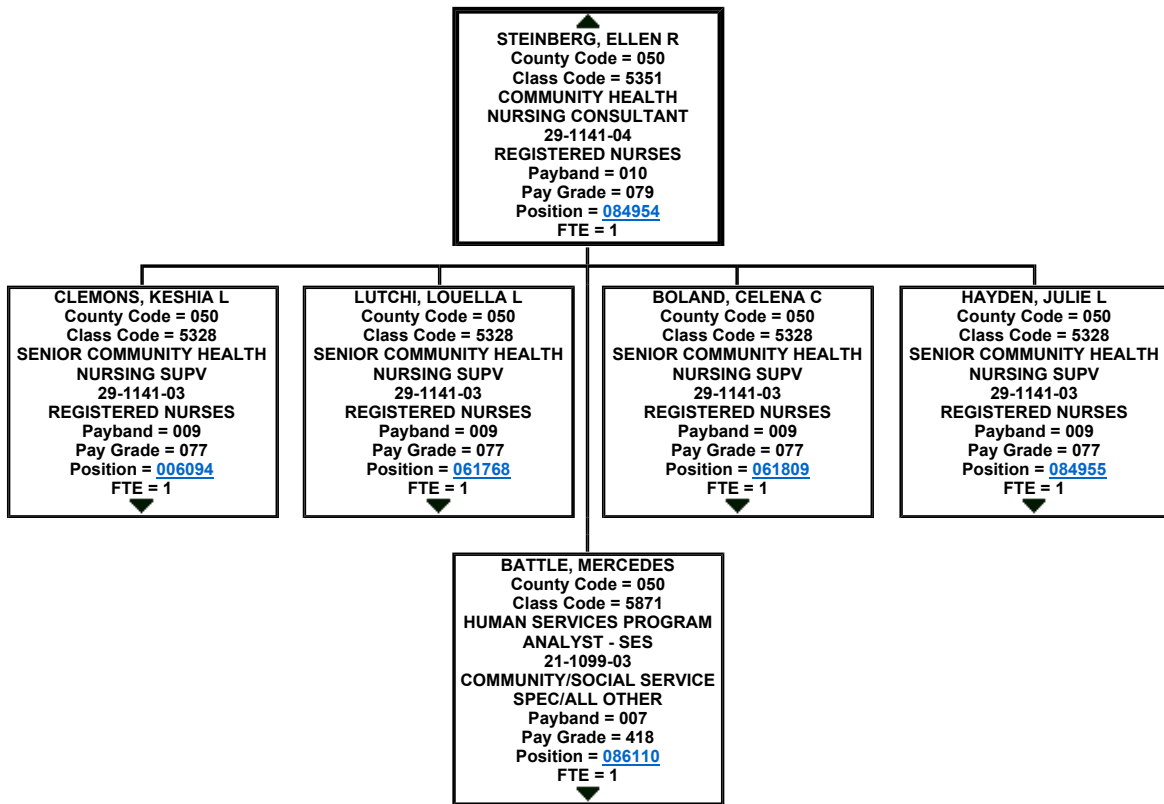 STEINBERG, ELLEN R
County Code = 050
Class Code = 5351
COMMUNITY HEALTH
NURSING CONSULTANT
29-1141-04
REGISTERED NURSES
Payband = 010
Pay Grade = 079
Position = 084954
FTE = 1
CLEMONS, KESHIA L
County Code = 050
Class Code = 5328
SENIOR COMMUNITY HEALTH
NURSING SUPV
29-1141-03
REGISTERED NURSES
Payband = 009
Pay Grade = 077
Position = 006094
FTE = 1
LUTCHI, LOUELLA L
County Code = 050
Class Code = 5328
SENIOR COMMUNITY HEALTH
NURSING SUPV
29-1141-03
REGISTERED NURSES
Payband = 009
Pay Grade = 077
Position = 061768
FTE = 1
BOLAND, CELENA C
County Code = 050
Class Code = 5328
SENIOR COMMUNITY HEALTH
NURSING SUPV
29-1141-03
REGISTERED NURSES
Payband = 009
Pay Grade = 077
Position = 061809
FTE = 1
HAYDEN, JULIE L
County Code = 050
Class Code = 5328
SENIOR COMMUNITY HEALTH
NURSING SUPV
29-1141-03
REGISTERED NURSES
Payband = 009
Pay Grade = 077
Position = 084955
FTE = 1
BATTLE, MERCEDES
County Code = 050
Class Code = 5871
HUMAN SERVICES PROGRAM
ANALYST - SES
21-1099-03
COMMUNITY/SOCIAL SERVICE
SPEC/ALL OTHER
Payband = 007
Pay Grade = 418
Position = 086110
FTE = 1